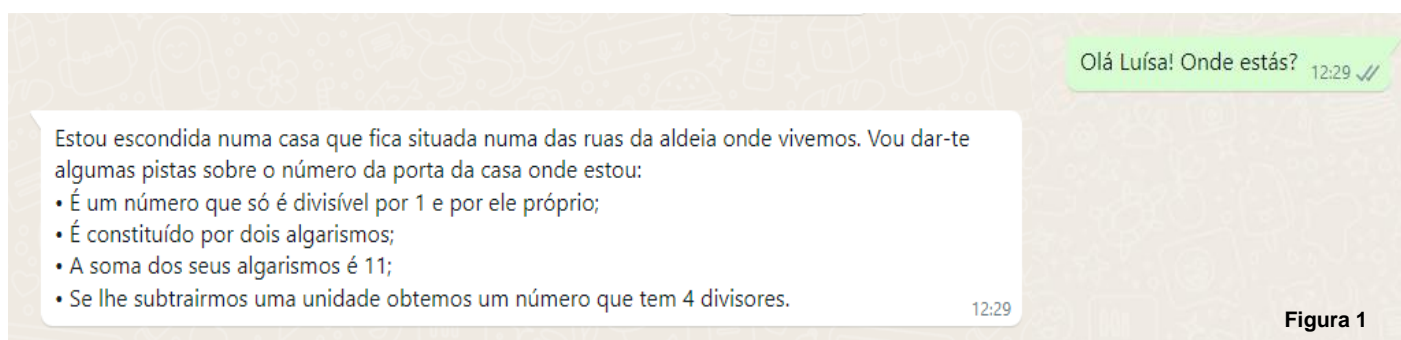 Olá Luísa! Onde estás? 12:29
Estou escondida numa casa que fica situada numa das ruas da aldeia onde vivemos. Vou dar-te
algumas pistas sobre o número da porta da casa onde estou:
• É um número que só é divisível por 1 e por ele próprio;
• É constituído por dois algarismos;
• A soma dos seus algarismos é 11;
• Se lhe subtrairmos uma unidade obtemos um número que tem 4 divisores.
12:29
Figura 1